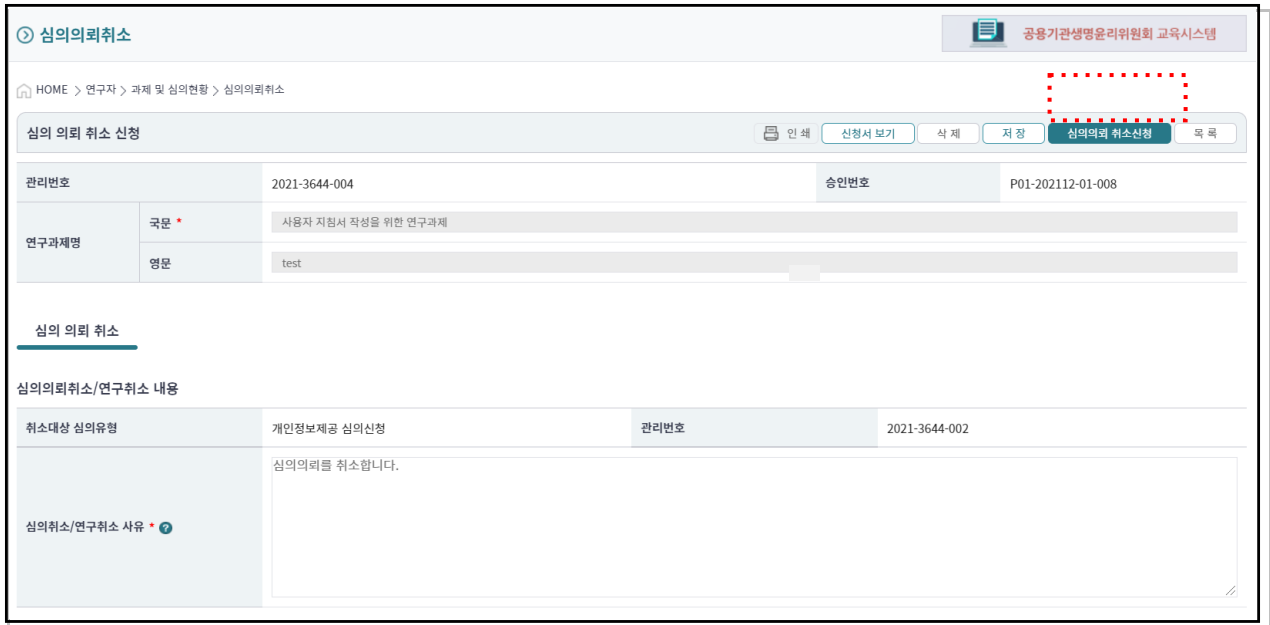 심의의뢰취소
공용기관생명윤리위원회 교육시스템
HOME > 연구자 > 과제 및 심의현황 > 심의의뢰취소
심의 의뢰 취소 신청
인 쇄 신청서 보기 삭 제 저 장 심의의뢰 취소신청 목 록
관리번호 2021-3644-004 승인번호 P01-202112-01-008
연구과제명
국문 * 사용자 지침서 작성을 위한 연구과제
영문 test
심의 의뢰 취소
심의의뢰취소/연구취소 내용
취소대상 심의유형 개인정보제공 심의신청 관리번호 2021-3644-002
심의취소/연구취소 사유 * ?
심의의뢰를 취소합니다.